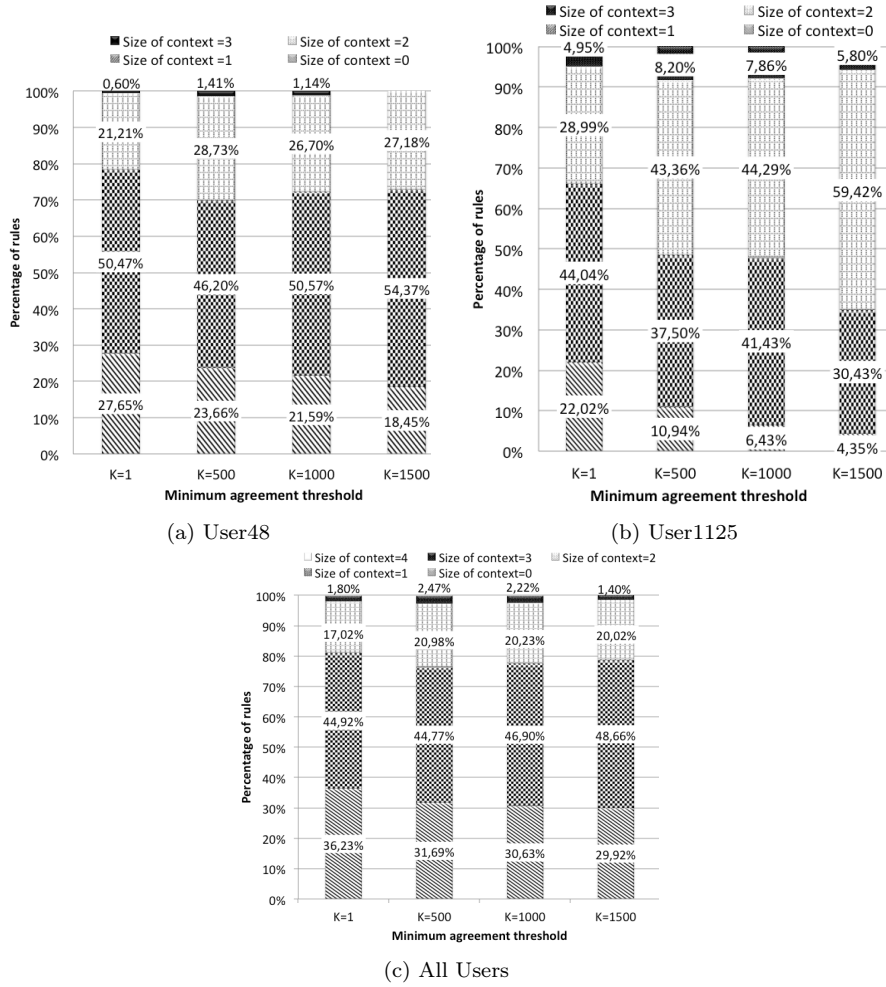 Size of context =3 Size of context =2
Size of context =1 Size of context =0
0,60% 1,41% 1,14%
100%
90%
21,21% 28,73% 26,70% 27,18%
80%
70%
60%
50,47% 46,20% 50,57% 54,37%
50%
40%
30%
20%
27,65% 23,66% 21,59% 18,45%
10%
0%
K=1 K=500 K=1000 K=1500
Percentage of rules
Minimum agreement threshold
(a) User48
Size of context=3 Size of context=2
Size of context=1 Size of context=0
100%
4,95% 8,20% 7,86% 5,80%
90%
80%
28,99% 43,36% 44,29% 59,42%
70%
60%
50%
44,04% 37,50% 41,43% 30,43%
40%
30%
20%
22,02% 10,94% 6,43% 4,35%
10%
0%
K=1 K=500 K=1000 K=1500
Percentage of rules
Minimum agreement threshold
(b) User1125
Size of context=4 Size of context=3 Size of context=2
Size of context=1 Size of context=0
1,80% 2,47% 2,22% 1,40%
100%
90%
17,02% 20,98% 20,23% 20,02%
80%
70%
60%
44,92% 44,77% 46,90% 48,66%
50%
40%
30%
20%
36,23% 31,69% 30,63% 29,92%
10%
0%
K=1 K=500 K=1000 K=1500
Percentatge of rules
Minimum agreement threshold
(c) All Users